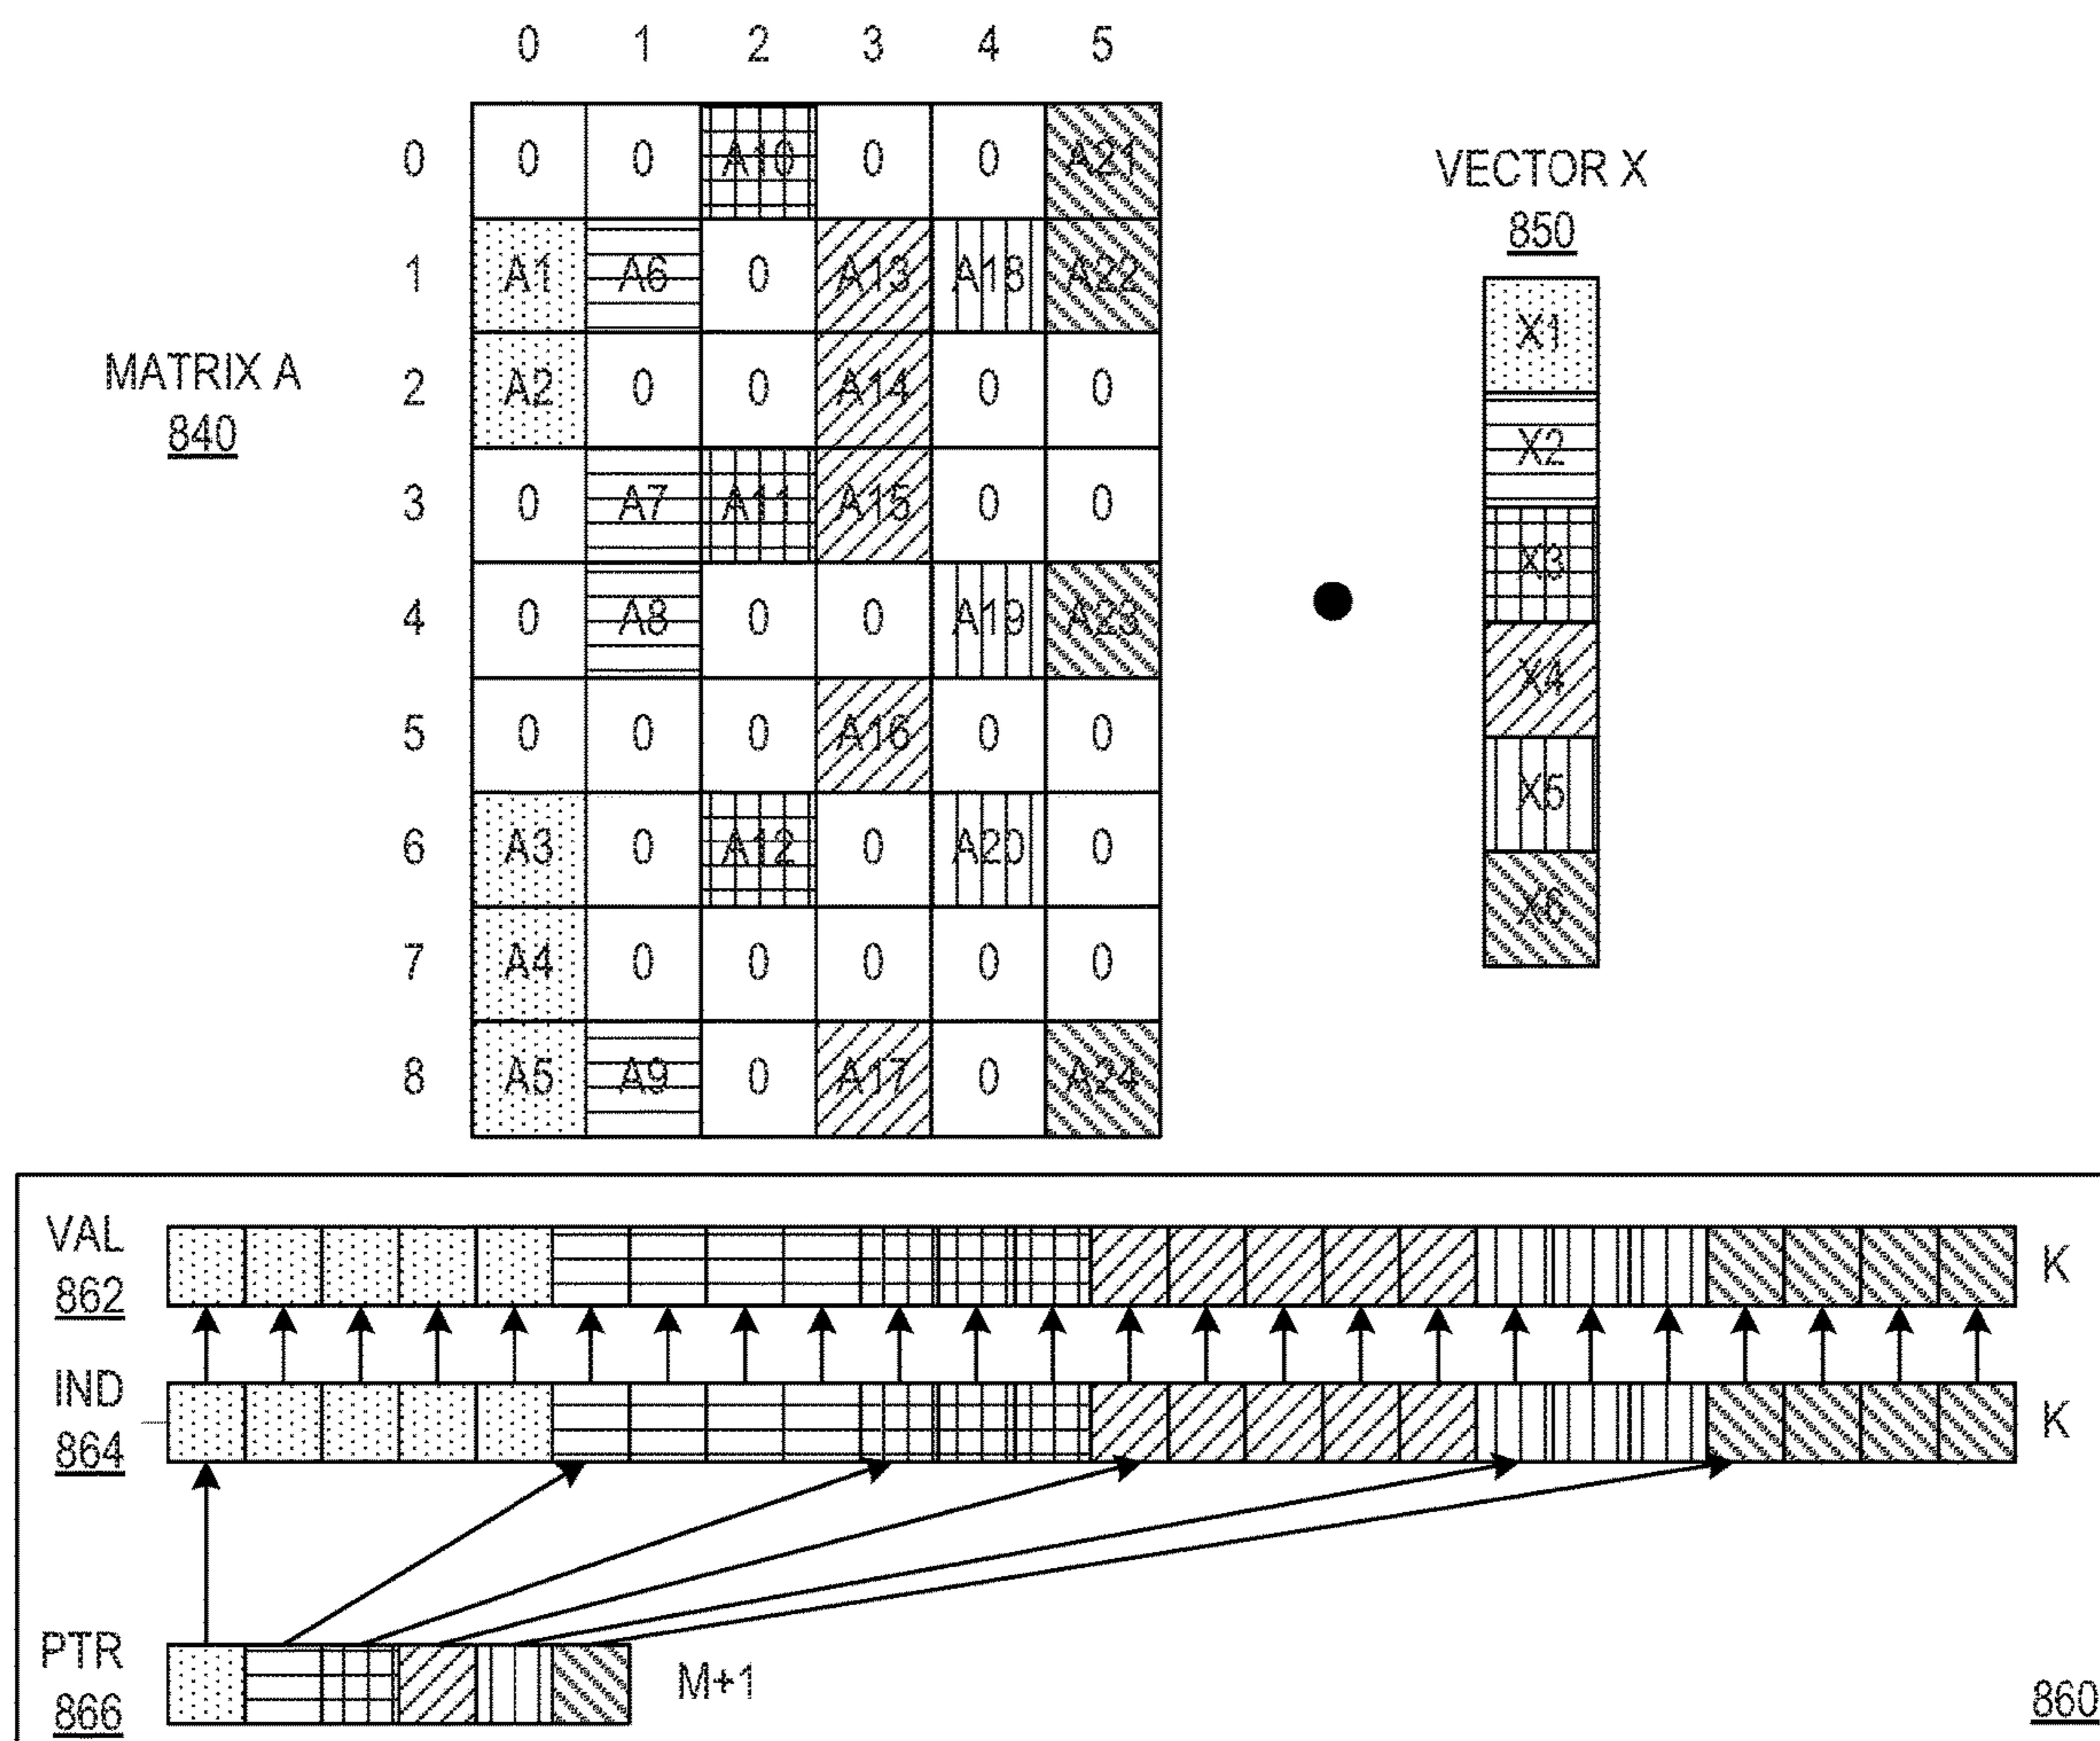 0 1 2 3 4 5
0 0 0 A10 0 0 A21
1 A1 A6 0 A13 A18 A22
2 A2 0 0 A14 0 0
3 0 A7 A11 A15 0 0
4 0 A8 0 0 A19 A23
5 0 0 0 A16 0 0
6 A3 0 A12 0 A20 0
7 A4 0 0 0 0 0
8 A5 A9 0 A17 0 A24
MATRIX A
840
VECTOR X
850
X1
X2
X3
X4
X5
X6
VAL
862
K
IND
864
K
PTR
866
M+1
860